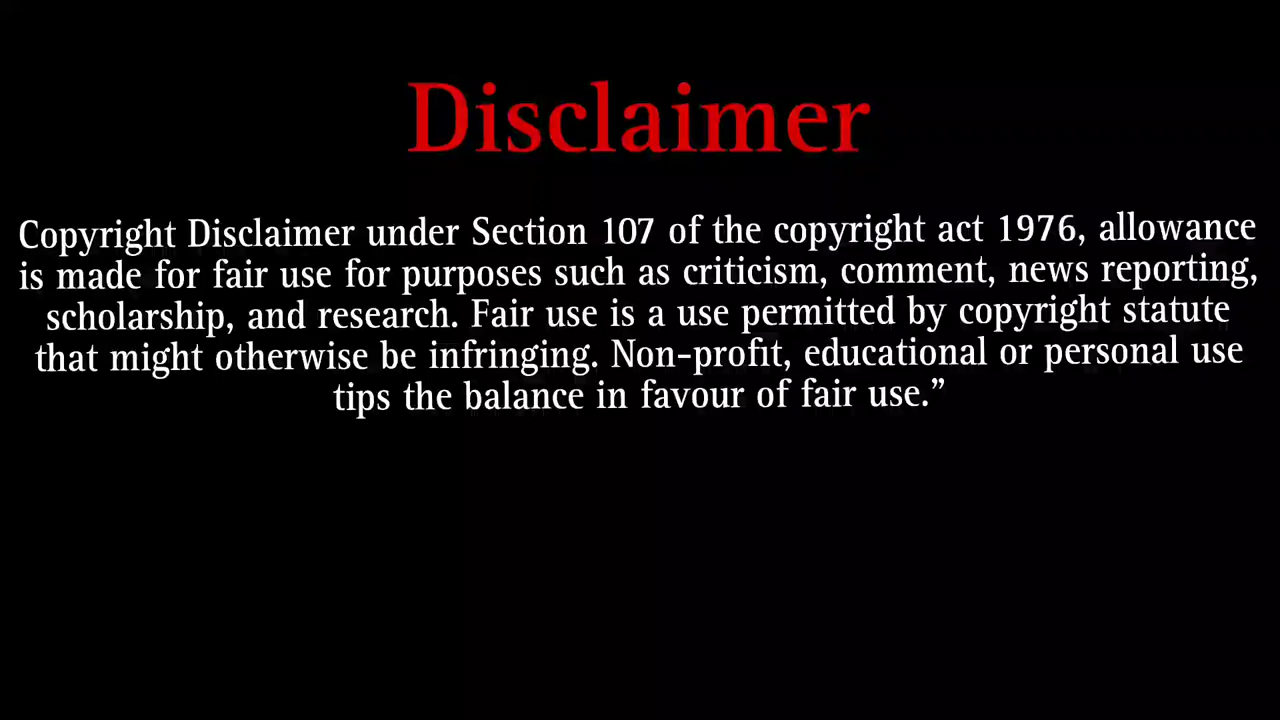 Disclaimer
Copyright Disclaimer under Section 107 of the copyright act 1976, allowance
is made for fair use for purposes such as criticism, comment, news reporting,
scholarship, and research. Fair use is a use permitted by copyright statute
that might otherwise be infringing. Non-profit, educational or personal use
tips the balance in favour of fair use.”